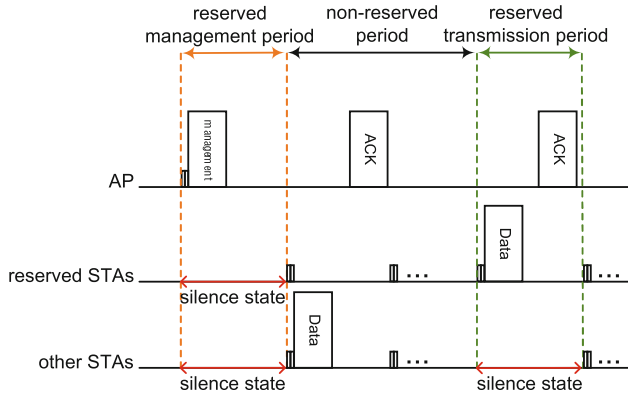 reserved
management period
non-reserved
period
reserved
transmission period
management
ACK
ACK
AP
Data
reserved STAs
...
...
silence state
Data
other STAs
...
...
silence state
silence state